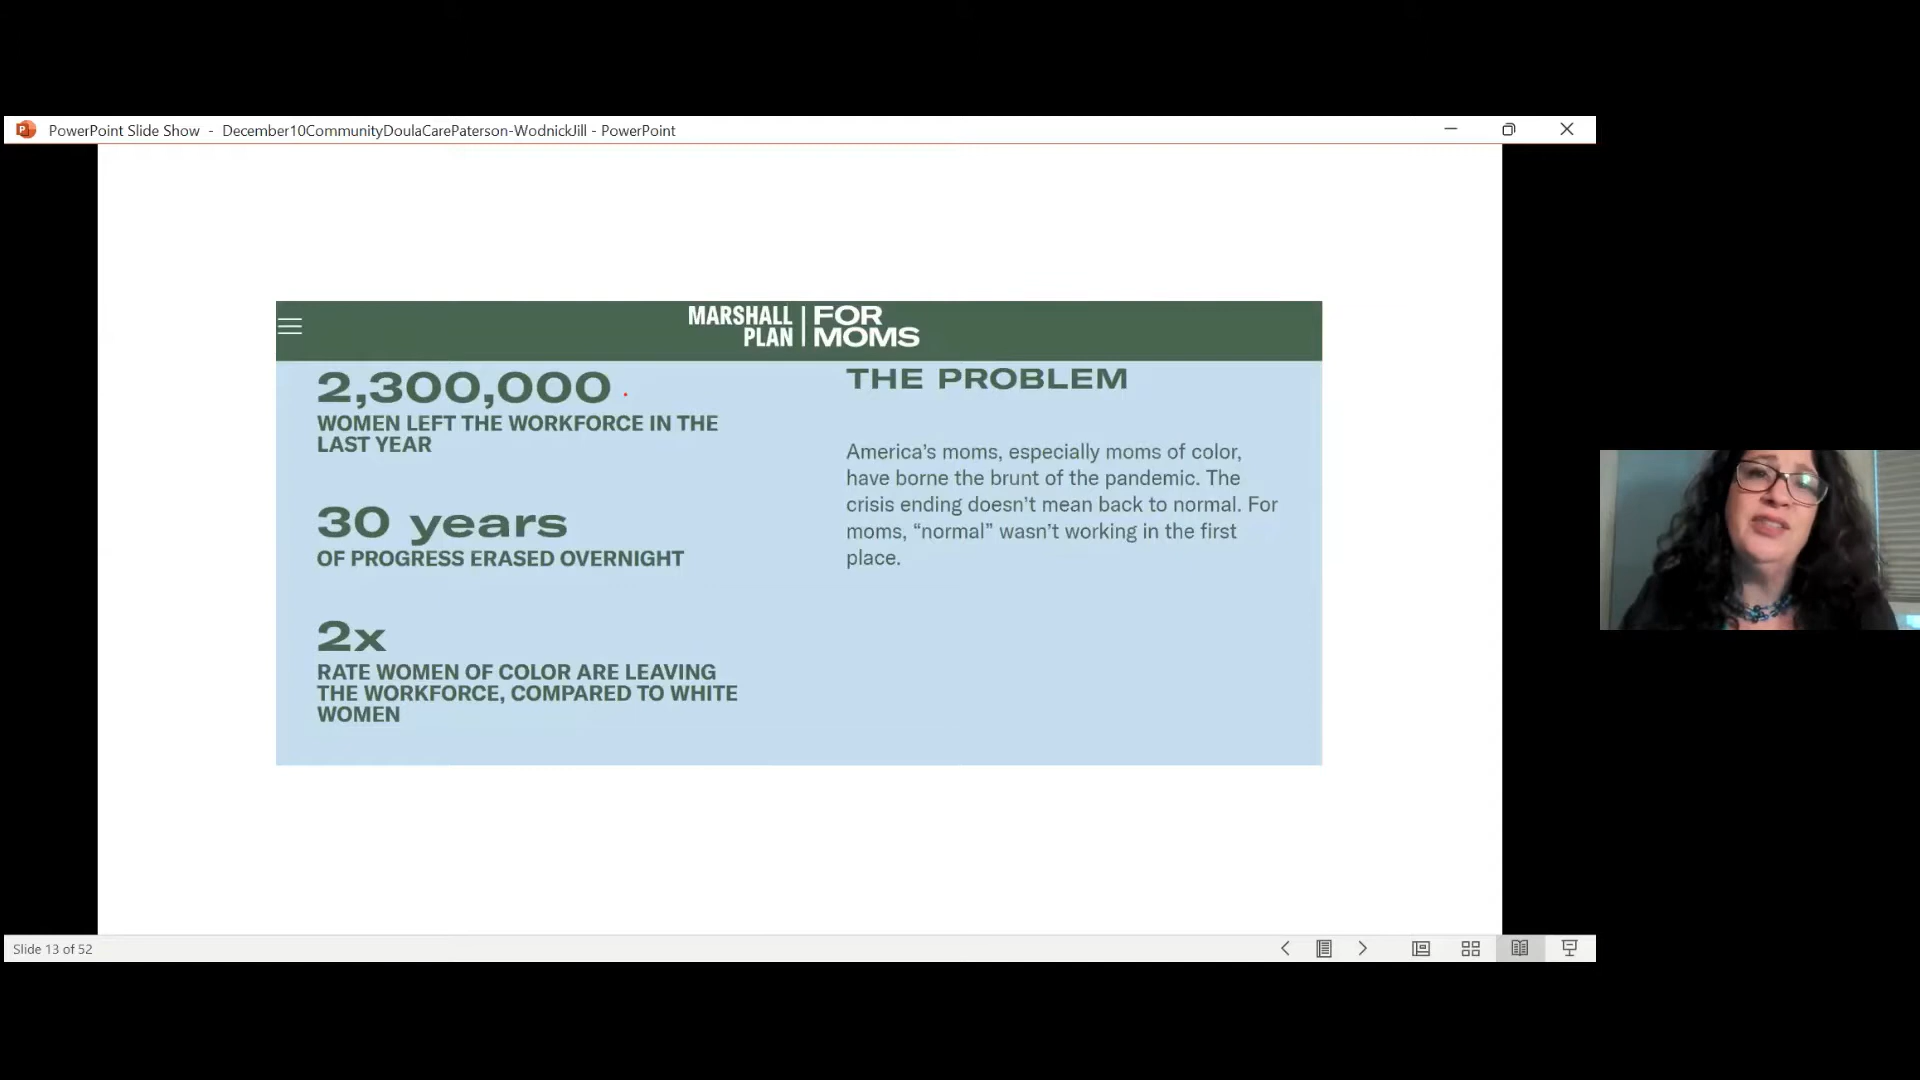 PowerPoint Slide Show - December10CommunityDoulaCarePaterson-WodnickJill - PowerPoint
MARSHALL PLAN | FOR MOMS
2,300,000
WOMEN LEFT THE WORKFORCE IN THE
LAST YEAR
30 years
OF PROGRESS ERASED OVERNIGHT
2x
RATE WOMEN OF COLOR ARE LEAVING
THE WORKFORCE, COMPARED TO WHITE
WOMEN
THE PROBLEM
America’s moms, especially moms of color,
have borne the brunt of the pandemic. The
crisis ending doesn’t mean back to normal. For
moms, “normal” wasn’t working in the first
place.
Slide 13 of 52